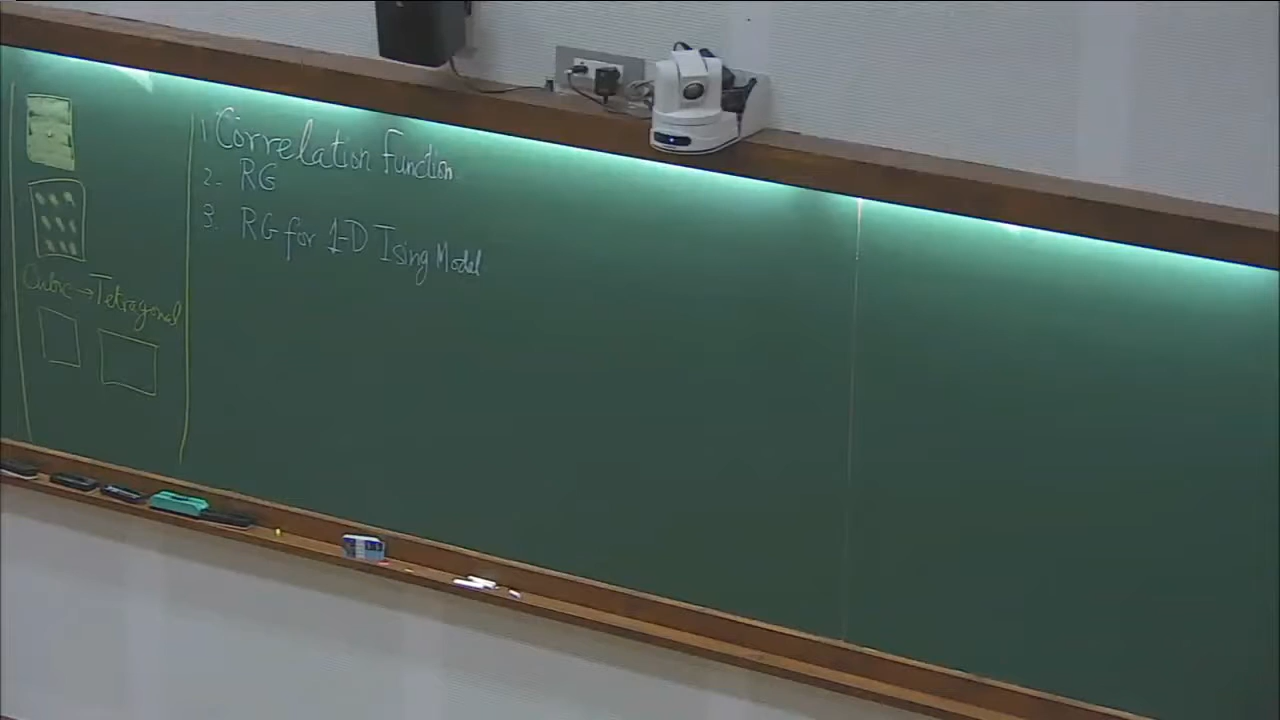 Cubic → Tetragonal
1 Correlation Function
2. RG
3. RG for 1-D Ising Model